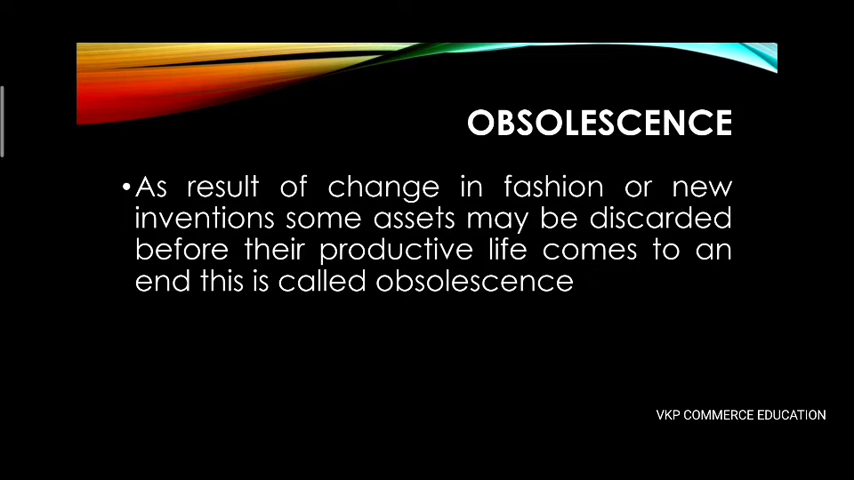 OBSOLESCENCE
•As result of change in fashion or new
inventions some assets may be discarded
before their productive life comes to an
end this is called obsolescence
VKP COMMERCE EDUCATION